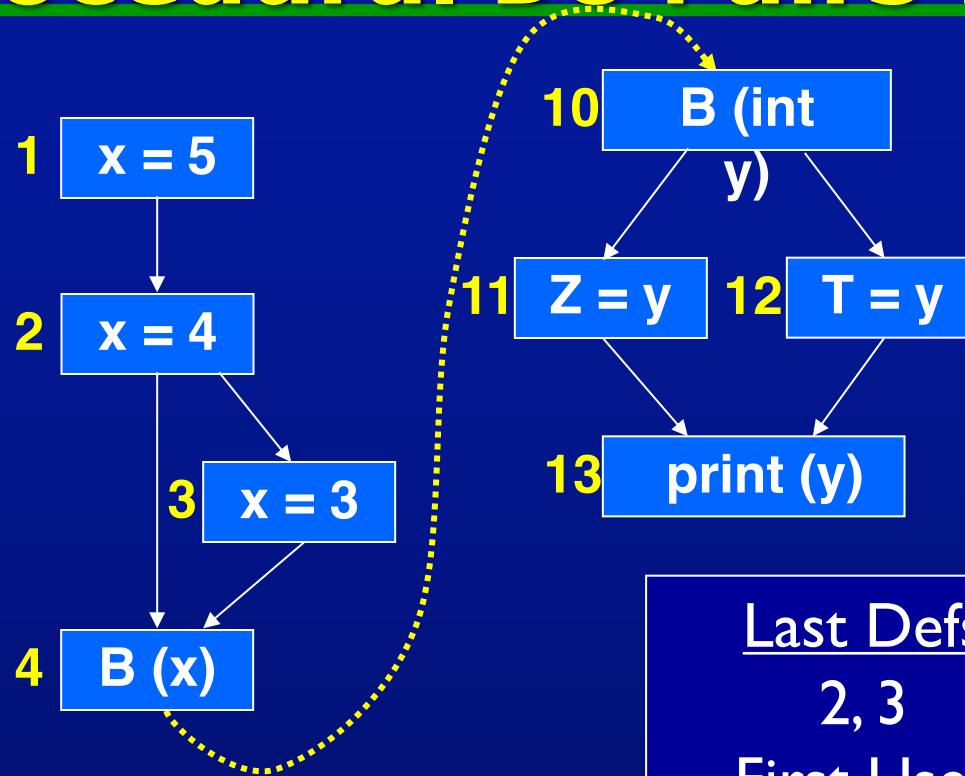 1
x = 5
2
x = 4
3
x = 3
4
B (x)
10
B (int
y)
11
Z = y
12
T = y
13
print (y)
Last Defs
2, 3